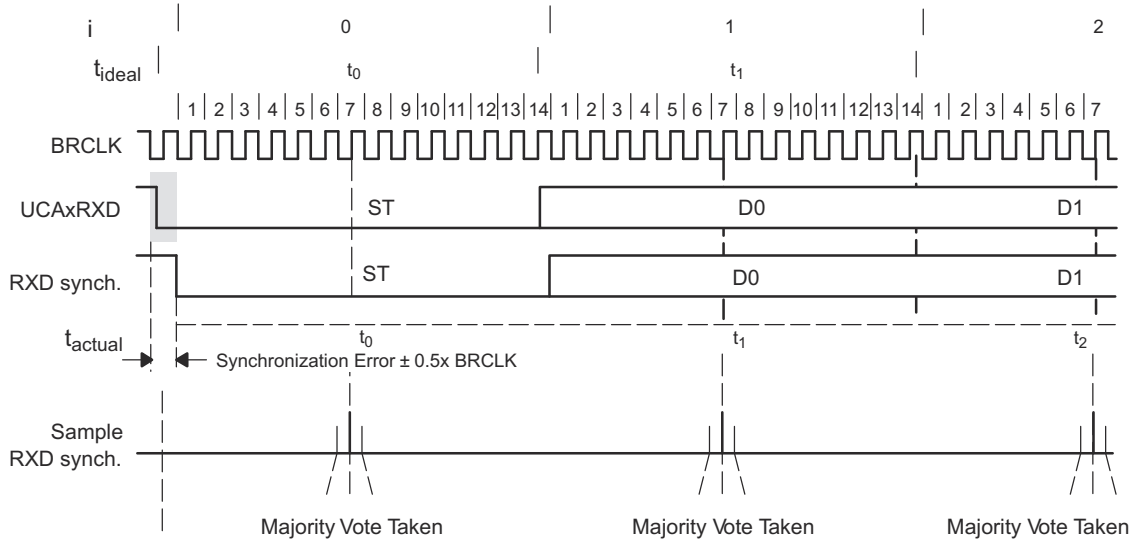 i 0 1 2
tideal t0 t1
1 2 3 4 5 6 7 8 9 10 11 12 13 14 1 2 3 4 5 6 7 8 9 10 11 12 13 14 1 2 3 4 5 6 7
BRCLK
UCAxRXD ST D0 D1
RXD synch. ST D0 D1
tactual t0 t1 t2
Synchronization Error ± 0.5x BRCLK
Sample
RXD synch.
Majority Vote Taken Majority Vote Taken Majority Vote Taken